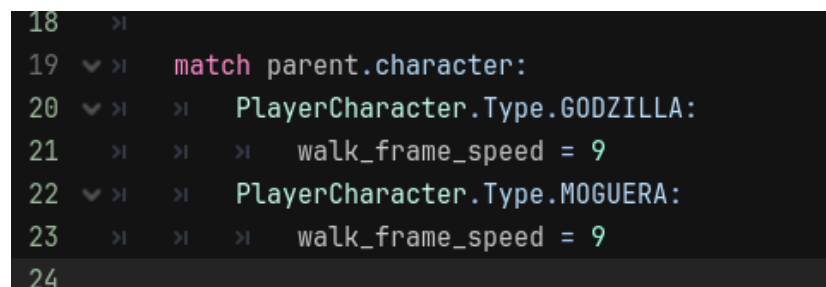 18
19 match parent.character:
20 PlayerCharacter.Type.GODZILLA:
21 walk_frame_speed = 9
22 PlayerCharacter.Type.MOGUERA:
23 walk_frame_speed = 9
24